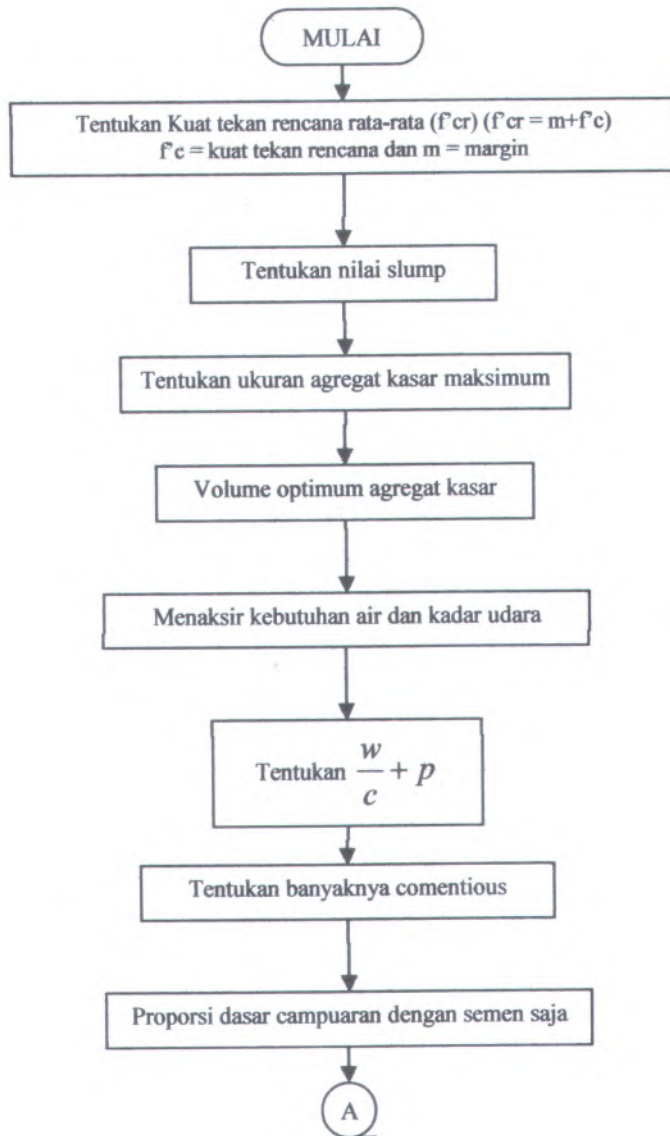 MULAI
Tentukan Kuat tekan rencana rata-rata (f'cr) (f'cr = m+f'c)
f'c = kuat tekan rencana dan m = margin
Tentukan nilai slump
Tentukan ukuran agregat kasar maksimum
Volume optimum agregat kasar
Menaksir kebutuhan air dan kadar udara
Tentukan w/c + p
Tentukan banyaknya comentious
Proporsi dasar campuaran dengan semen saja
A